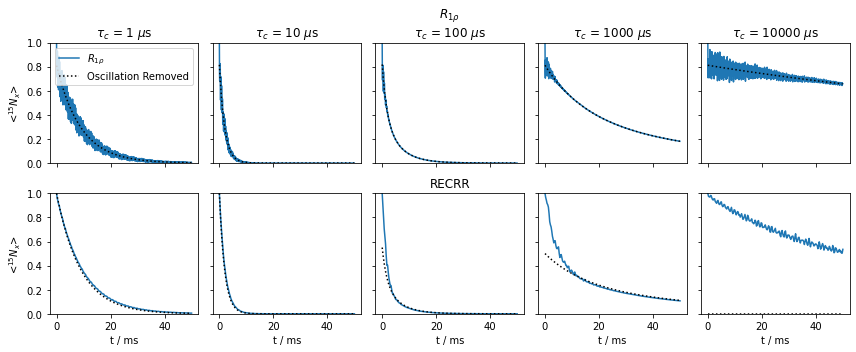 R₁ρ
τc = 1 μs
τc = 10 μs
τc = 100 μs
τc = 1000 μs
τc = 10000 μs
1.0
0.8
0.6
0.4
0.2
0.0
<¹⁵Nx>
R₁ρ
Oscillation Removed
RECRR
1.0
0.8
0.6
0.4
0.2
0.0
<¹⁵Nx>
0 20 40
0 20 40
0 20 40
0 20 40
0 20 40
t / ms
t / ms
t / ms
t / ms
t / ms